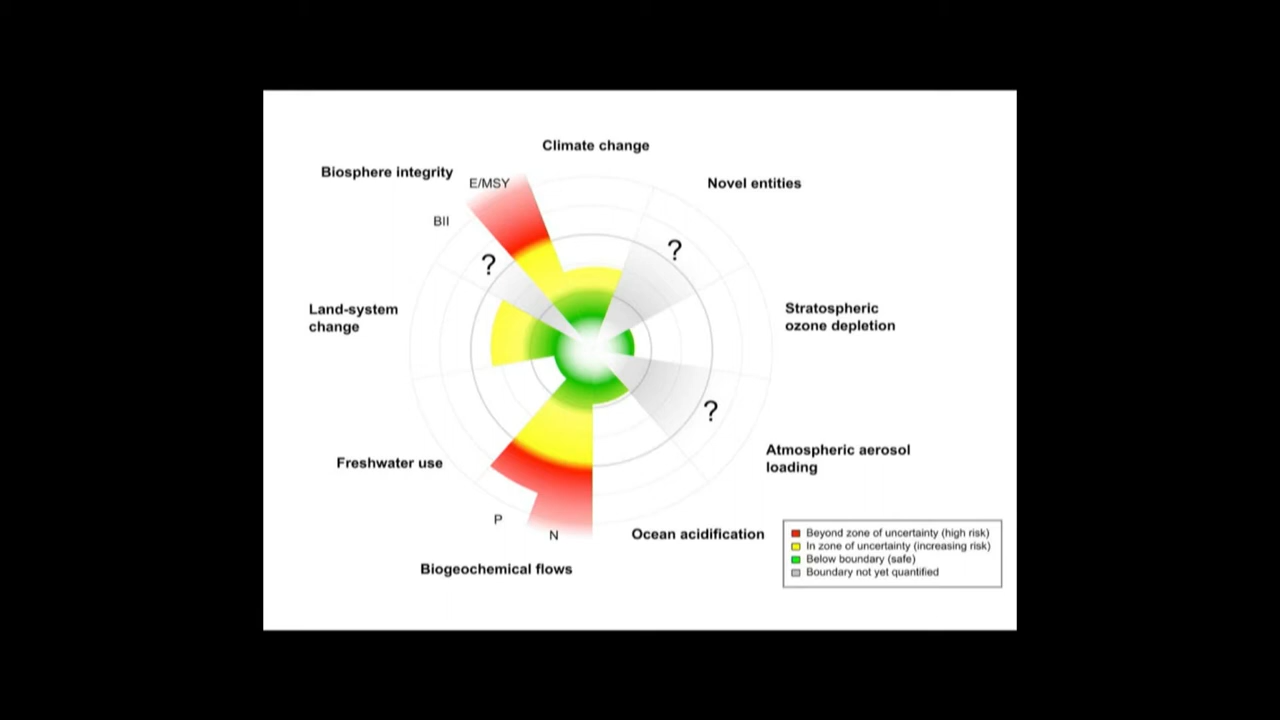 Climate change
Biosphere integrity
E/MSY
Novel entities
BII
?
?
Land-system
change
Stratospheric
ozone depletion
?
Freshwater use
Atmospheric aerosol
loading
P
N
Ocean acidification
Biogeochemical flows
Beyond zone of uncertainty (high risk)
In zone of uncertainty (increasing risk)
Below boundary (safe)
Boundary not yet quantified